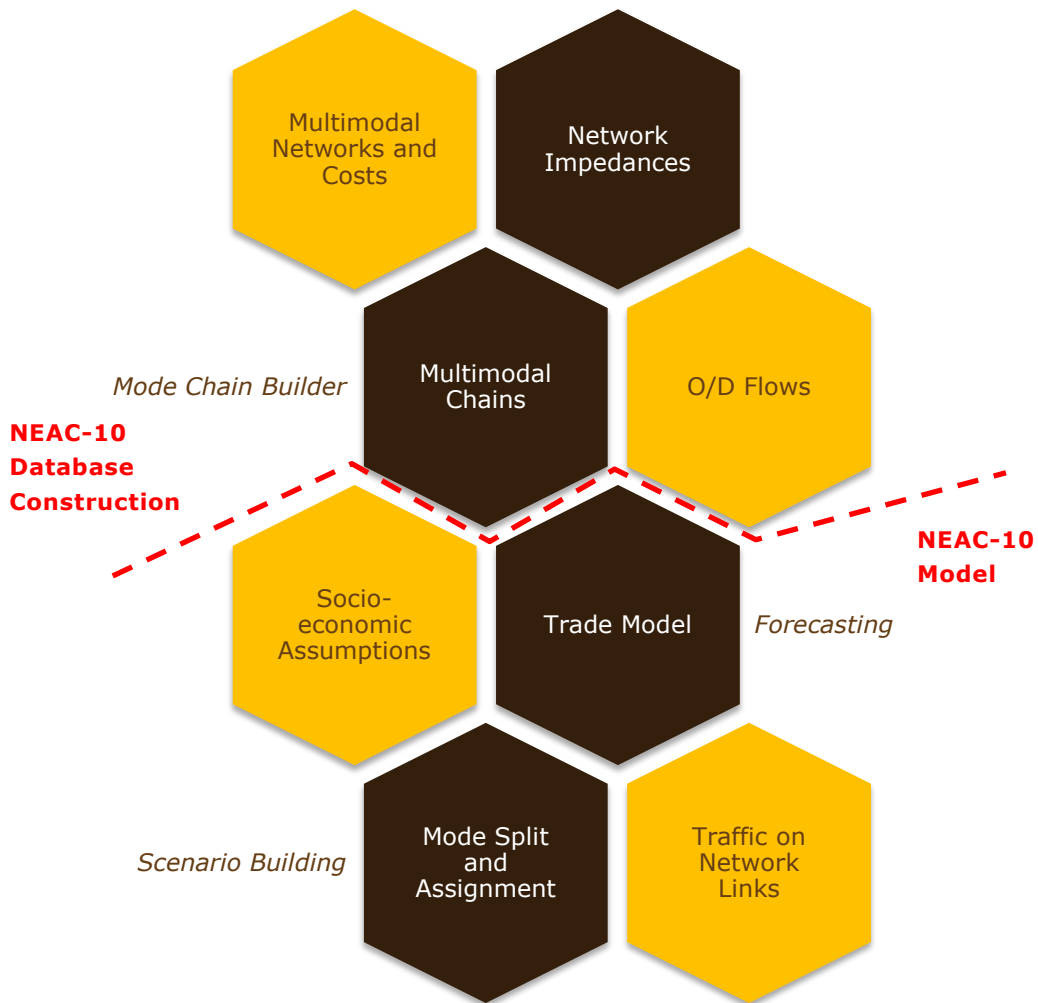 Multimodal
Networks and
Costs
Network
Impedances
Mode Chain Builder
Multimodal
Chains
O/D Flows
NEAC-10
Database
Construction
NEAC-10
Model
Socio-
economic
Assumptions
Trade Model
Forecasting
Scenario Building
Mode Split
and
Assignment
Traffic on
Network
Links